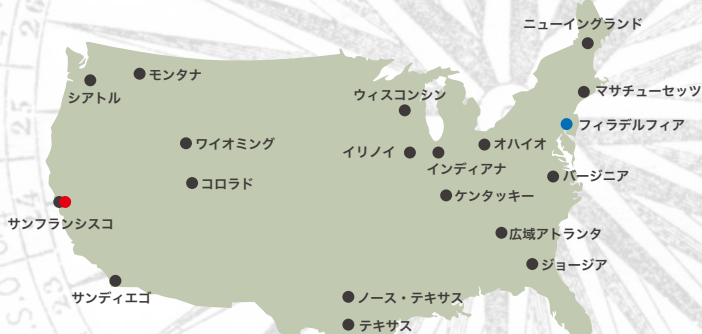 ニューイングランド
モンタナ
シアトル
ウィスコンシン
マサチューセッツ
フィラデルフィア
ワイオミング
イリノイ
オハイオ
インディアナ
バージニア
コロラド
ケンタッキー
サンフランシスコ
広域アトランタ
ジョージア
サンディエゴ
ノース・テキサス
テキサス
26
25
23
S.O.